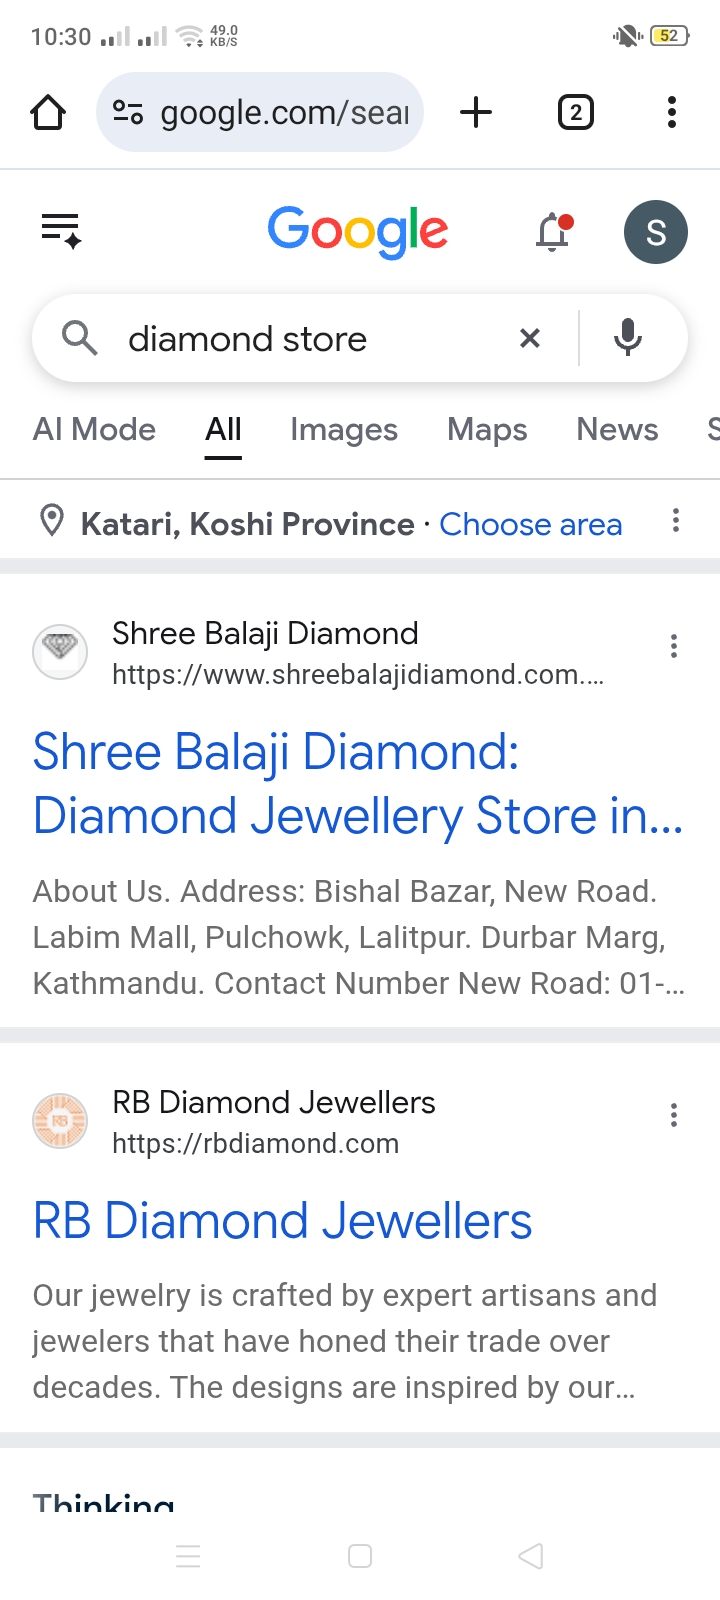 10:30 49.0 KB/S 52
google.com/sear 2
Google S
diamond store
AI Mode All Images Maps News S
Katari, Koshi Province · Choose area
Shree Balaji Diamond
https://www.shreebalajidiamond.com....
Shree Balaji Diamond:
Diamond Jewellery Store in...
About Us. Address: Bishal Bazar, New Road.
Labim Mall, Pulchowk, Lalitpur. Durbar Marg,
Kathmandu. Contact Number New Road: 01-...
RB
RB Diamond Jewellers
https://rbdiamond.com
RB Diamond Jewellers
Our jewelry is crafted by expert artisans and
jewelers that have honed their trade over
decades. The designs are inspired by our...
Thinking